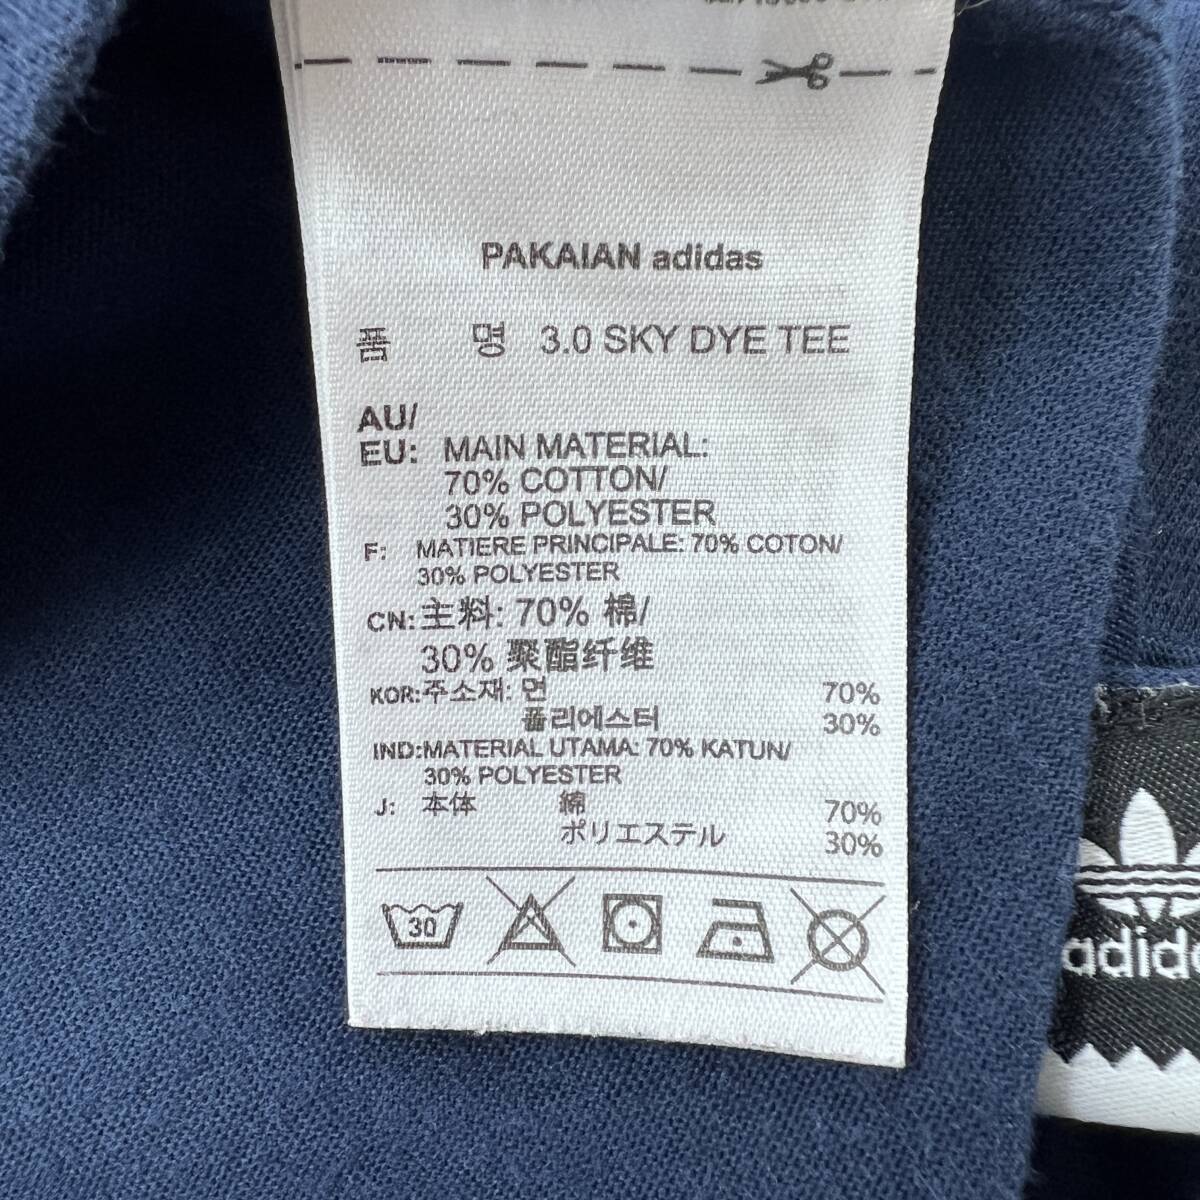 PAKAIAN adidas
품 명 3.0 SKY DYE TEE
AU/
EU: MAIN MATERIAL:
70% COTTON/
30% POLYESTER
F: MATIERE PRINCIPALE: 70% COTON/
30% POLYESTER
CN: 主料: 70% 棉/
30% 聚酯纤维
KOR: 주소재: 면 70%
폴리에스터 30%
IND: MATERIAL UTAMA: 70% KATUN/
30% POLYESTER
J: 本体 綿 70%
ポリエステル 30%
30
adidas